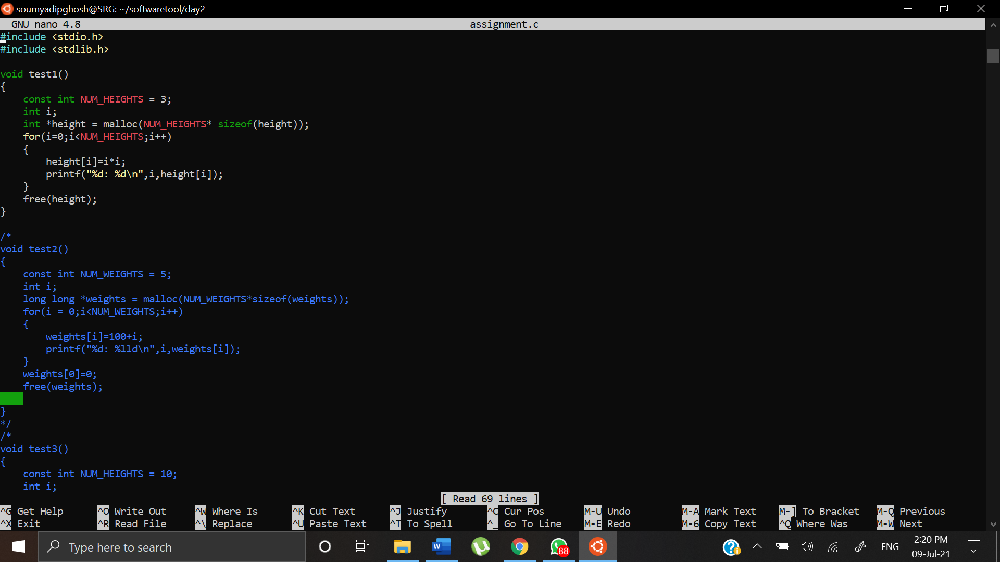 soumyadipghosh@SRG: ~/softwaretool/day2
GNU nano 4.8 assignment.c
#include <stdio.h>
#include <stdlib.h>

void test1()
{
    const int NUM_HEIGHTS = 3;
    int i;
    int *height = malloc(NUM_HEIGHTS* sizeof(height));
    for(i=0;i<NUM_HEIGHTS;i++)
    {
        height[i]=i*i;
        printf("%d: %d\n",i,height[i]);
    }
    free(height);
}

/*
void test2()
{
    const int NUM_WEIGHTS = 5;
    int i;
    long long *weights = malloc(NUM_WEIGHTS*sizeof(weights));
    for(i = 0;i<NUM_WEIGHTS;i++)
    {
        weights[i]=100+i;
        printf("%d: %lld\n",i,weights[i]);
    }
    weights[0]=0;
    free(weights);

}
*/
/*
void test3()
{
    const int NUM_HEIGHTS = 10;
    int i;
[ Read 69 lines ]
^G Get Help ^O Write Out ^W Where Is ^K Cut Text ^J Justify ^C Cur Pos M-U Undo M-A Mark Text M-] To Bracket M-Q Previous
^X Exit ^R Read File ^\ Replace ^U Paste Text ^T To Spell ^_ Go To Line M-E Redo M-6 Copy Text ^Q Where Was M-W Next
Type here to search
W
88
ENG
2:20 PM
09-Jul-21